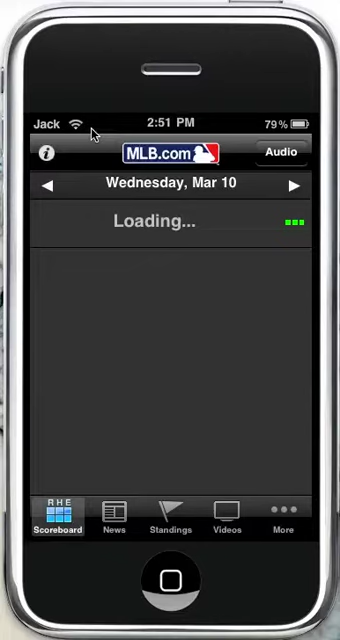 Jack 2:51 PM 79%
i MLB.com Audio
Wednesday, Mar 10
Loading...
R H E
Scoreboard News Standings Videos More